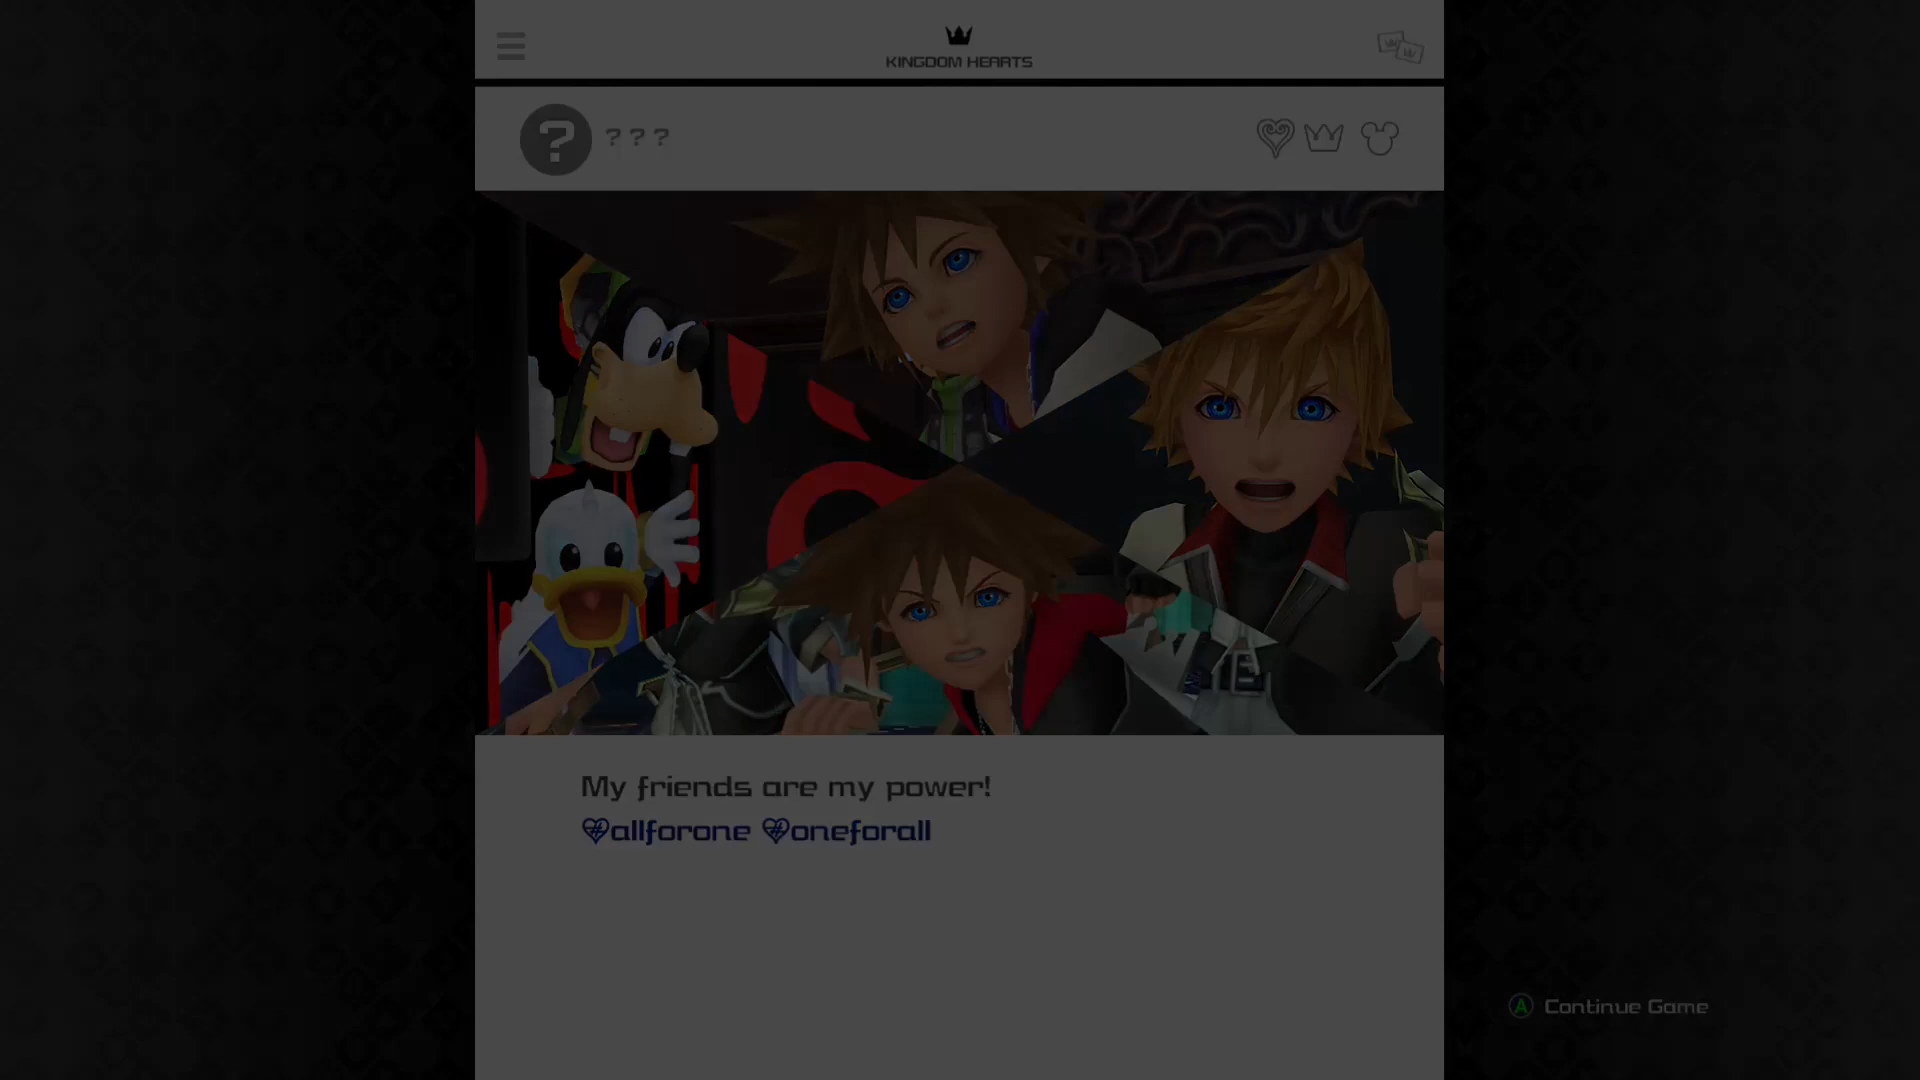 KINGDOM HEARTS
? ? ? ?
My friends are my power!
#allforone #oneforall
A Continue Game